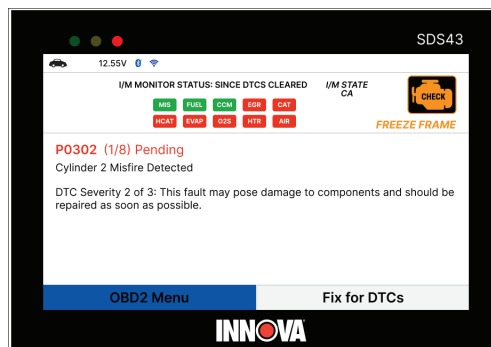 SDS43
12.55V
I/M MONITOR STATUS: SINCE DTCS CLEARED
I/M STATE
CA
MIS FUEL CCM EGR CAT
HCAT EVAP O2S HTR AIR
CHECK
FREEZE FRAME
P0302 (1/8) Pending
Cylinder 2 Misfire Detected
DTC Severity 2 of 3: This fault may pose damage to components and should be
repaired as soon as possible.
OBD2 Menu
Fix for DTCs
INNOVA